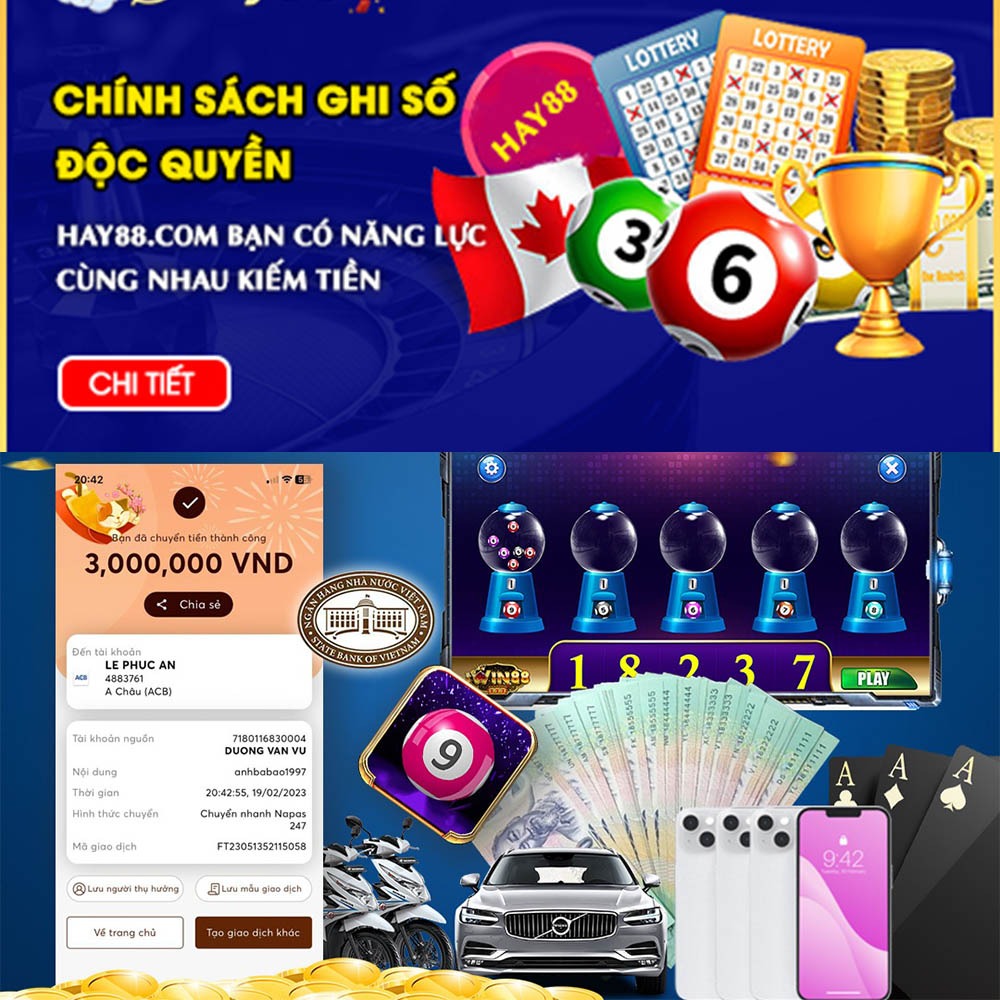 CHÍNH SÁCH GHI SỐ
ĐỘC QUYỀN
HAY88.COM BẠN CÓ NĂNG LỰC
CÙNG NHAU KIẾM TIỀN
CHI TIẾT
HAY88
LOTTERY
LOTTERY
3
6
20:42
Bạn đã chuyển tiền thành công
3,000,000 VND
Chia sẻ
Đến tài khoản
LE PHUC AN
ACB
4883761
A Châu (ACB)
Tài khoản nguồn 7180116830004
DUONG VAN VU
Nội dung anhbabao1997
Thời gian 20:42:55, 19/02/2023
Hình thức chuyển Chuyển nhanh Napas
247
Mã giao dịch FT23051352115058
Lưu người thụ hưởng
Lưu mẫu giao dịch
Về trang chủ
Tạo giao dịch khác
NGÂN HÀNG NHÀ NƯỚC VIỆT NAM
STATE BANK OF VIETNAM
WIN88
1 8 2 3 7
PLAY
9
A
A
A
9:42